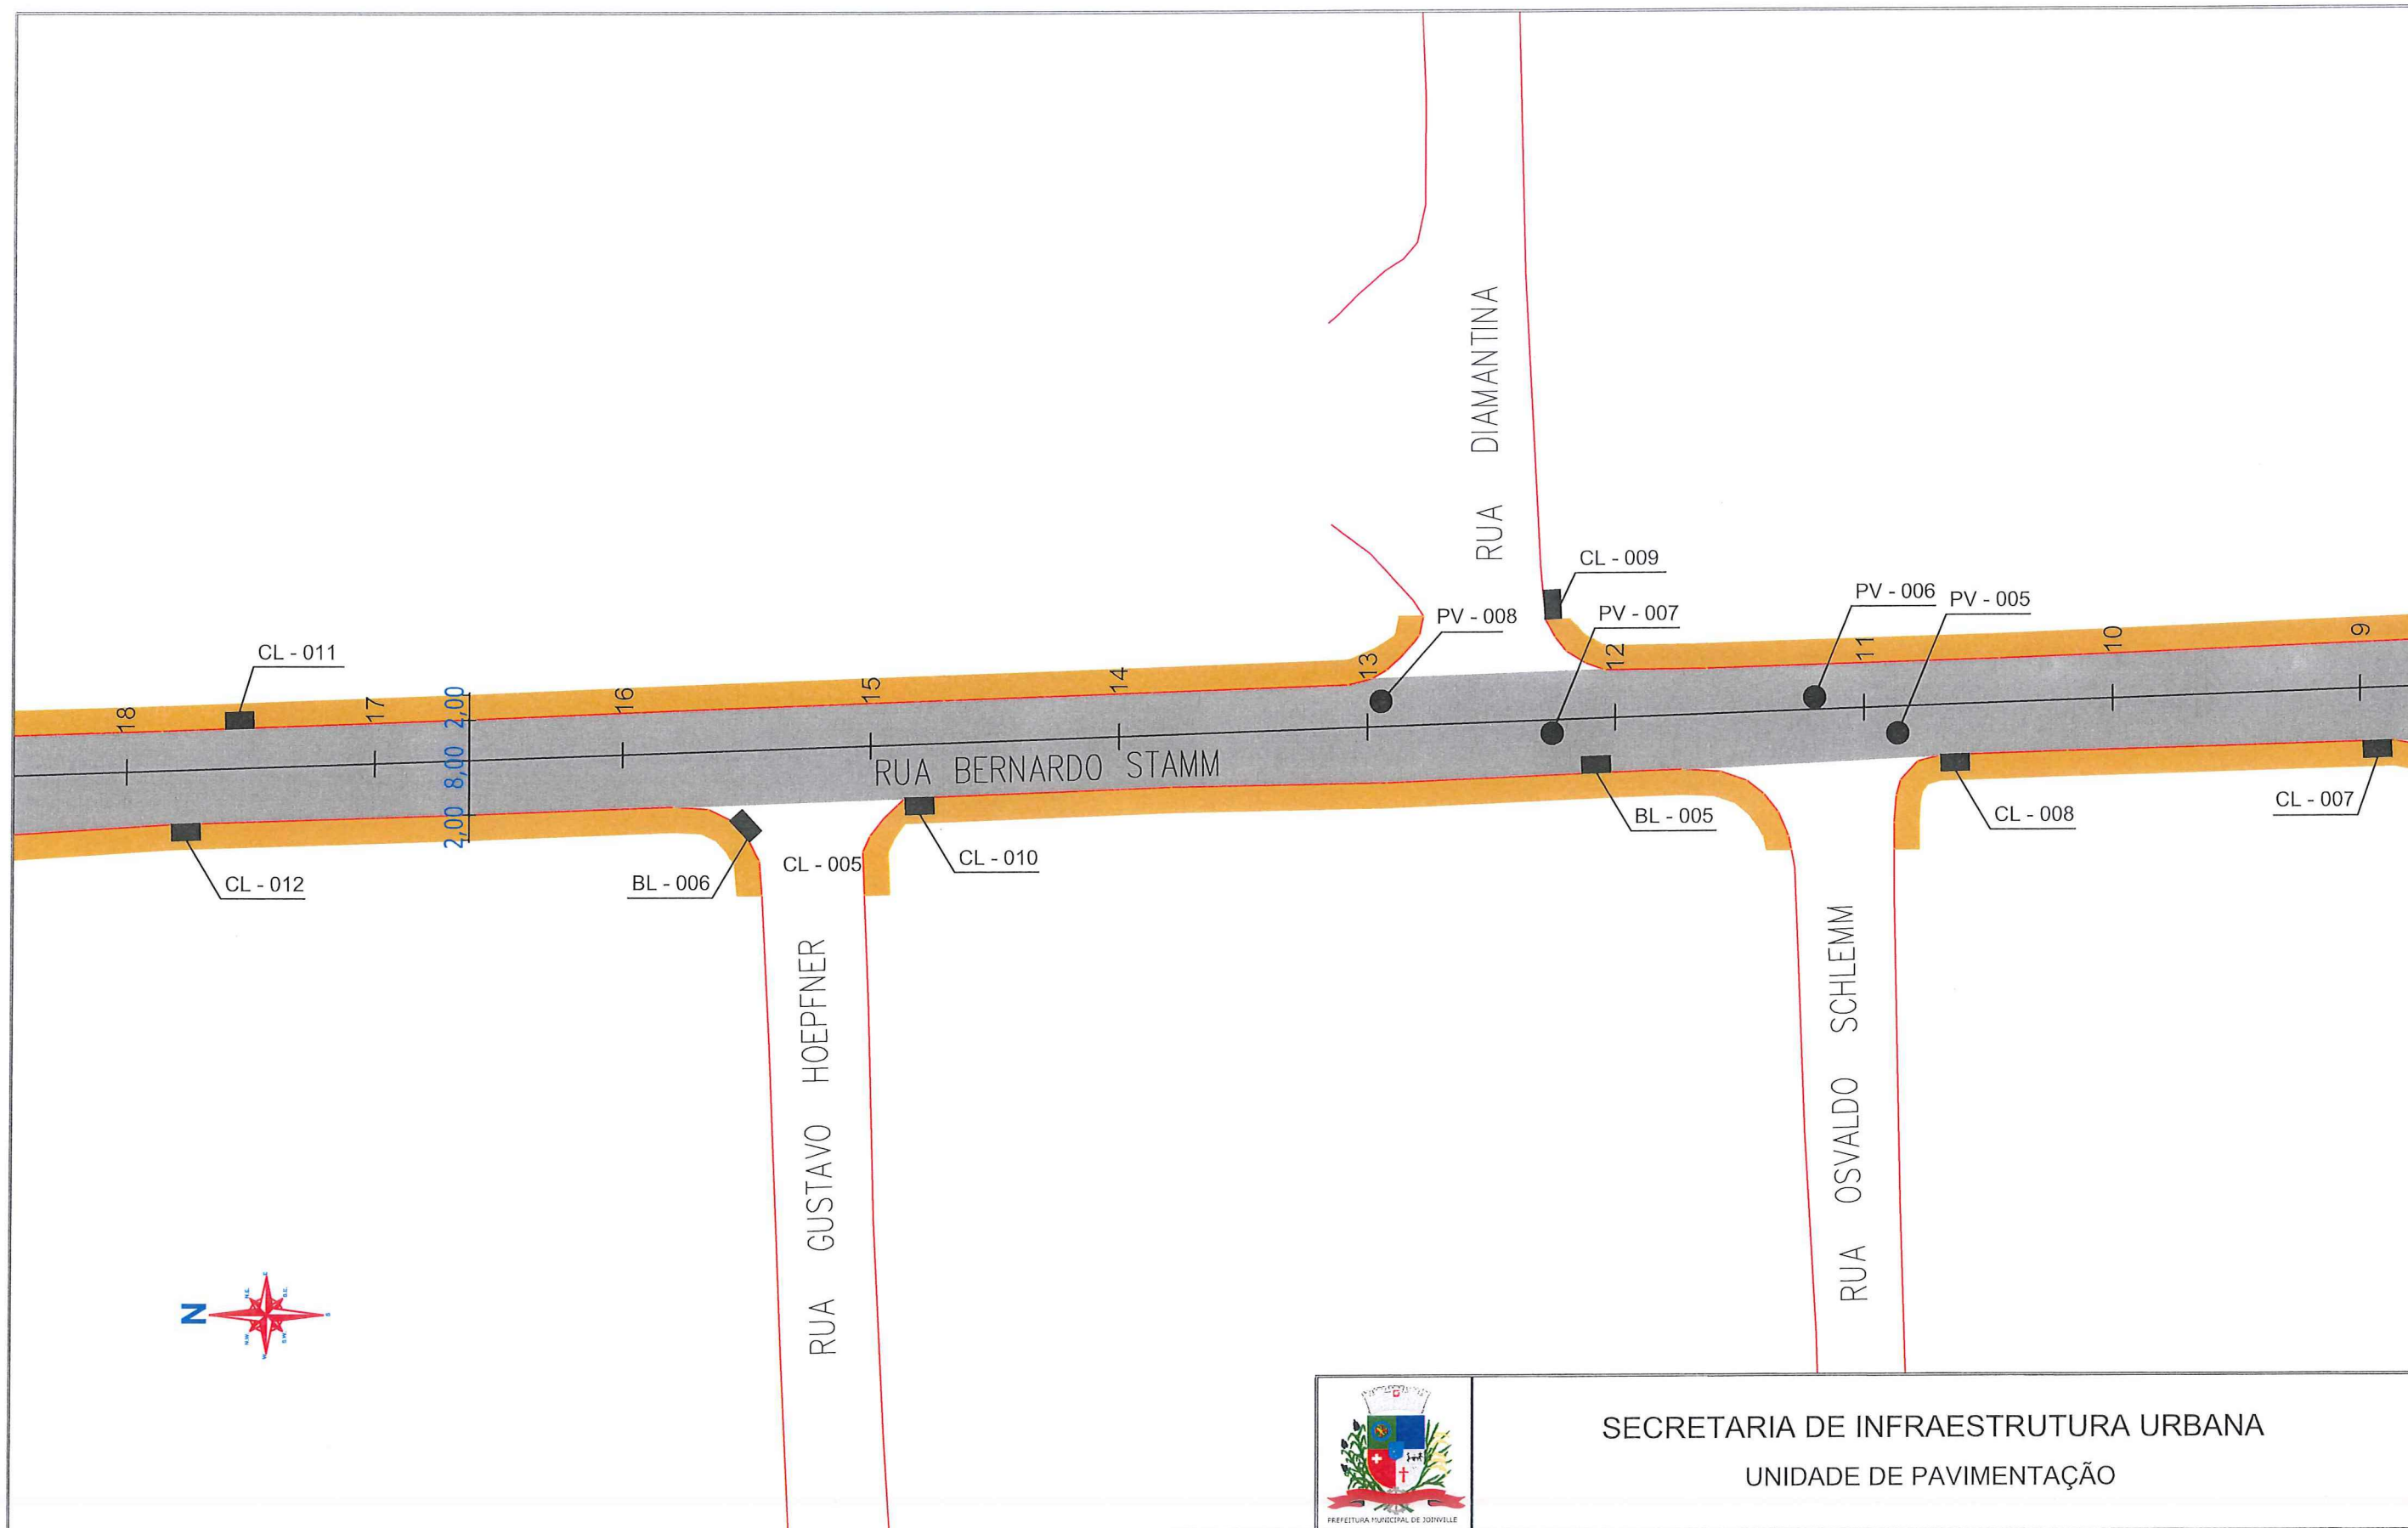 RUA DIAMANTINA
CL - 009
PV - 008
PV - 007
PV - 006
PV - 005
CL - 011
18
17
16
15
14
13
12
11
10
9
2,00
8,00
2,00
RUA BERNARDO STAMM
CL - 012
BL - 006
CL - 005
CL - 010
BL - 005
CL - 008
CL - 007
RUA GUSTAVO HOEPFNER
RUA OSVALDO SCHLEMM
N
N.E.
E
S.E.
S
S.W.
W
N.W
PREFEITURA MUNICIPAL DE JOINVILLE
SECRETARIA DE INFRAESTRUTURA URBANA
UNIDADE DE PAVIMENTAÇÃO